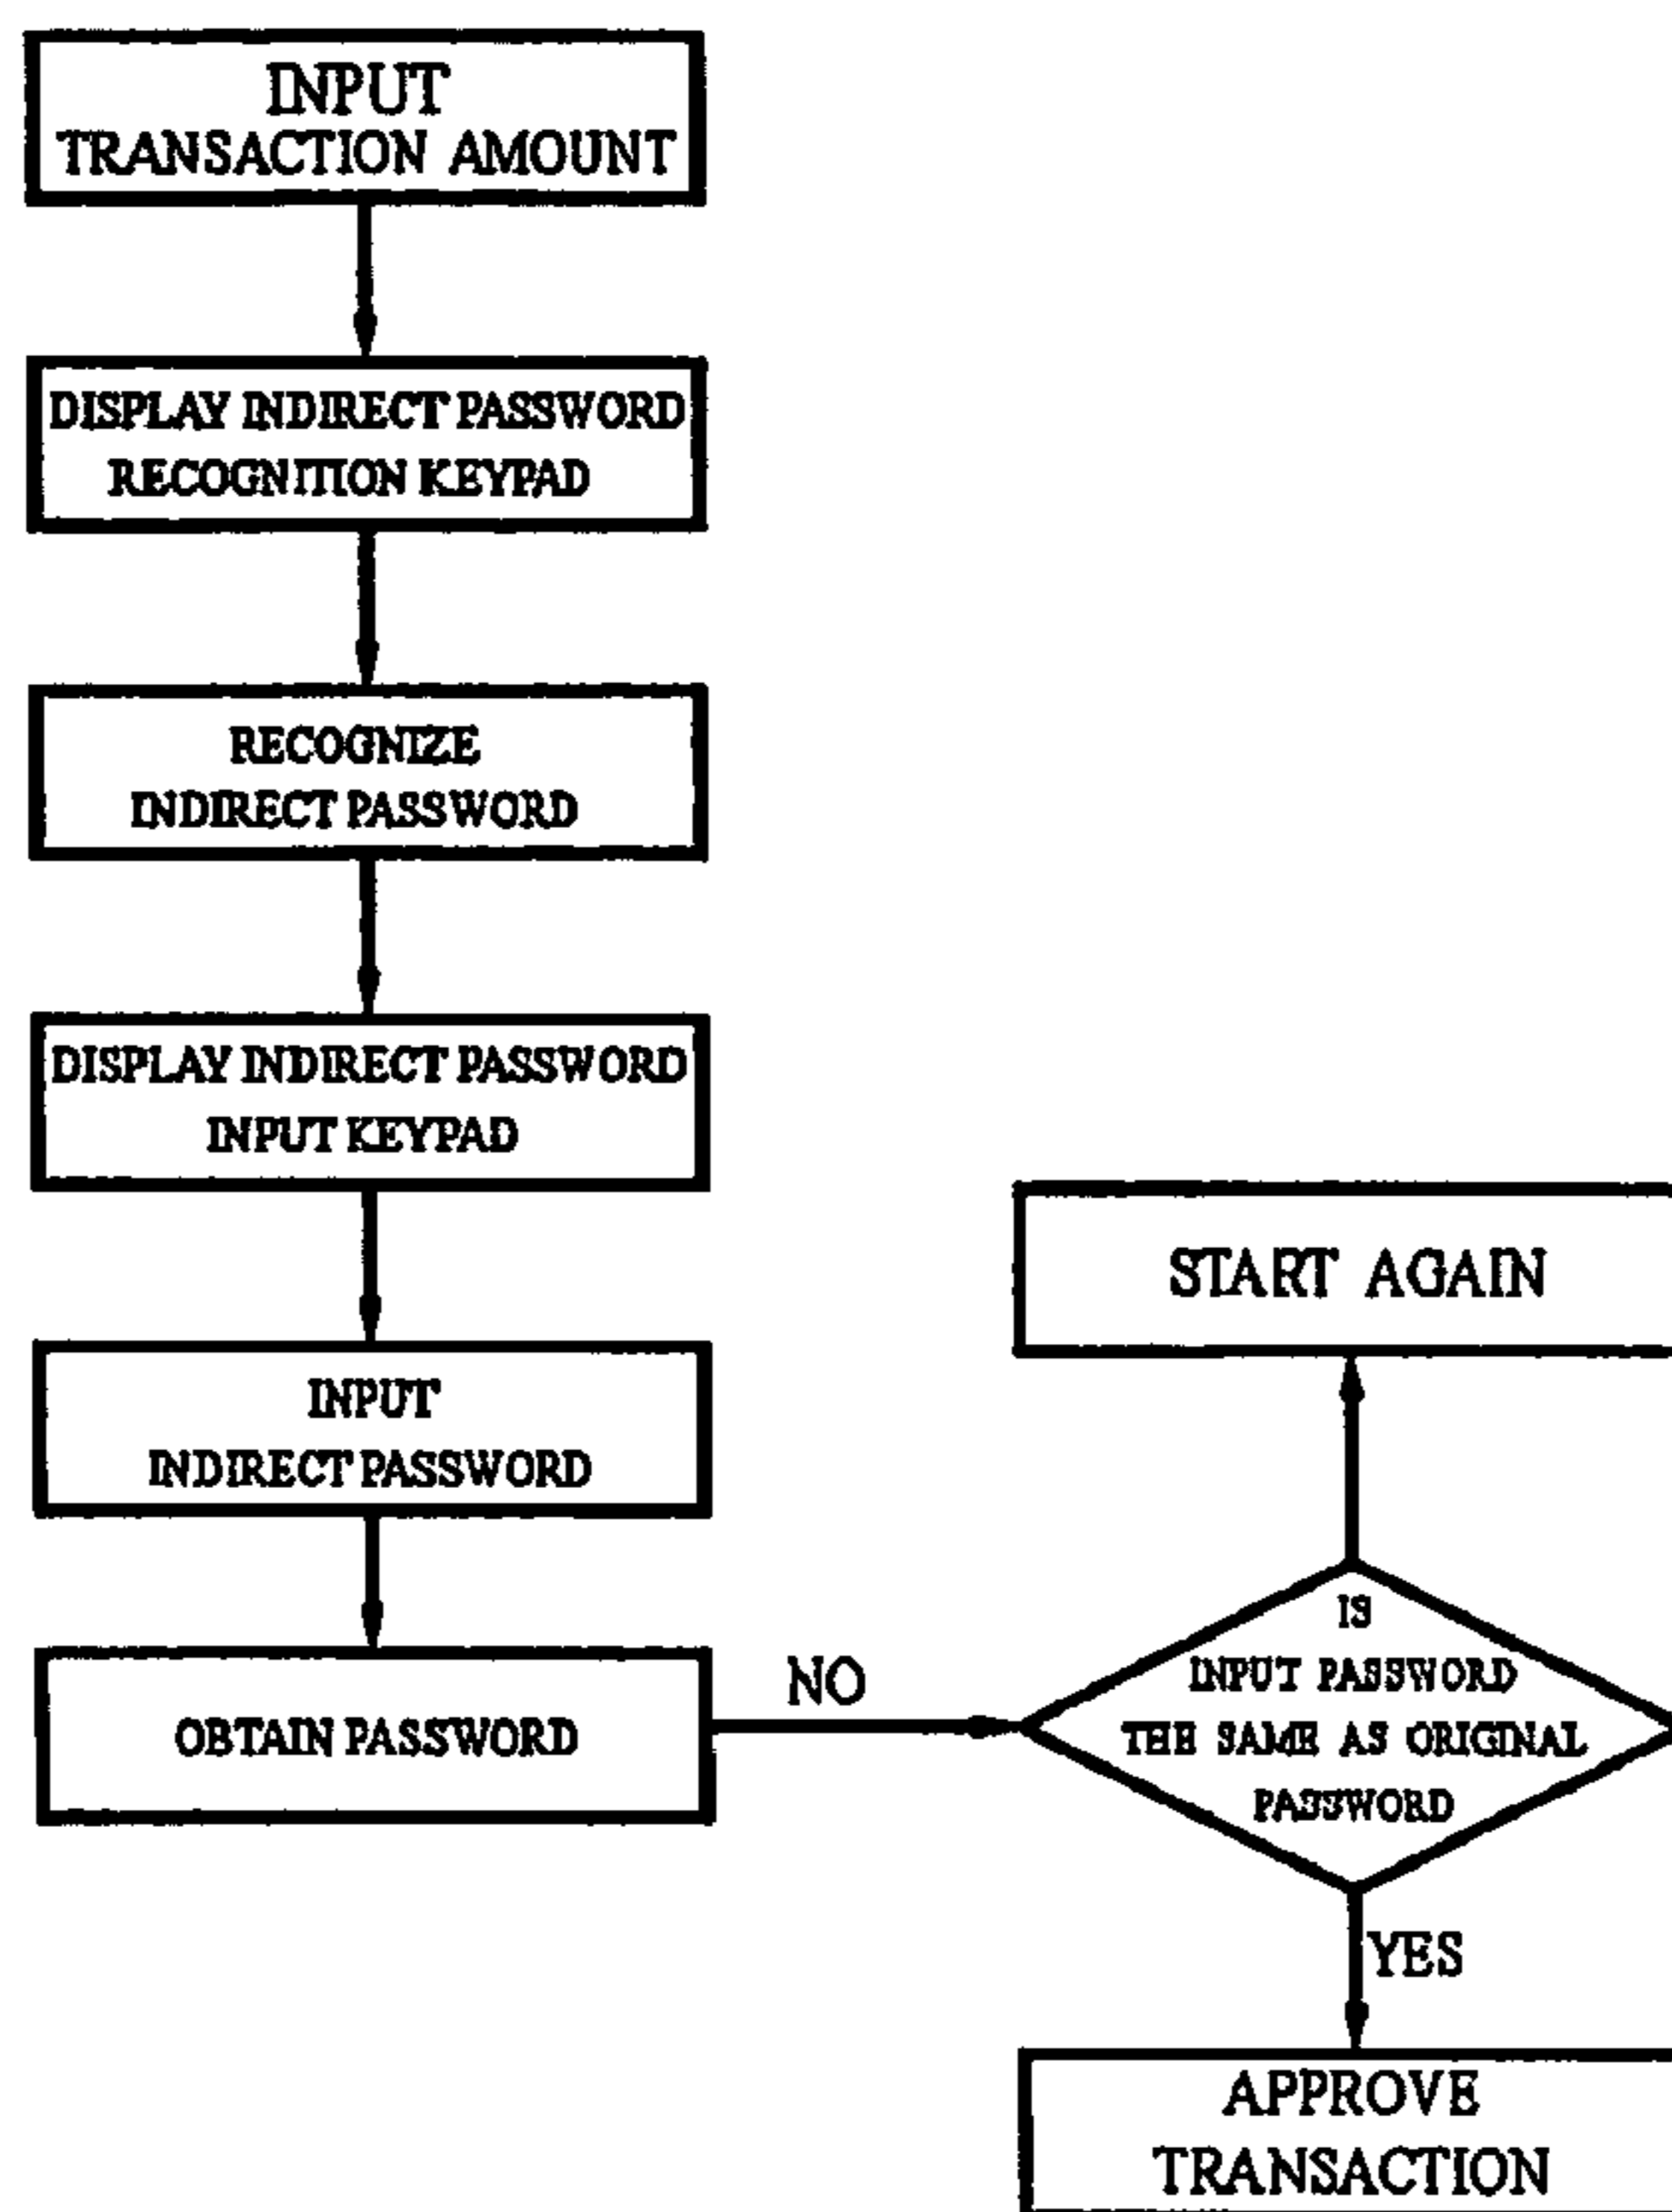 INPUT
TRANSACTION AMOUNT
DISPLAY INDIRECT PASSWORD
RECOGNITION KEYPAD
RECOGNIZE
INDIRECT PASSWORD
DISPLAY INDIRECT PASSWORD
INPUT KEYPAD
INPUT
INDIRECT PASSWORD
OBTAIN PASSWORD
NO
START AGAIN
IS
INPUT PASSWORD
THE SAME AS ORIGINAL
PASSWORD
YES
APPROVE
TRANSACTION